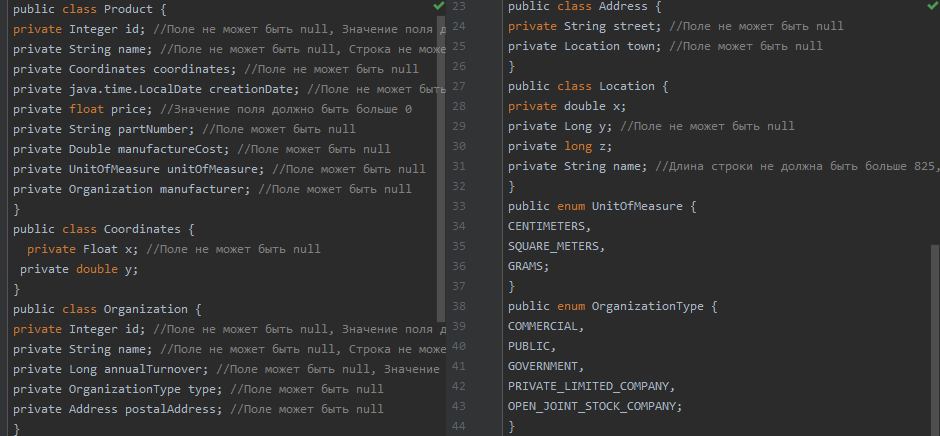 public class Product {
private Integer id; //Поле не может быть null, Значение поля
private String name; //Поле не может быть null, Строка не може
private Coordinates coordinates; //Поле не может быть null
private java.time.LocalDate creationDate; //Поле не может быть
private float price; //Значение поля должно быть больше 0
private String partNumber; //Поле может быть null
private Double manufactureCost; //Поле может быть null
private UnitOfMeasure unitOfMeasure; //Поле может быть null
private Organization manufacturer; //Поле может быть null
}
public class Coordinates {
private Float x; //Поле не может быть null
private double y;
}
public class Organization {
private Integer id; //Поле не может быть null, Значение поля
private String name; //Поле не может быть null, Строка не може
private Long annualTurnover; //Поле может быть null, Значение
private OrganizationType type; //Поле может быть null
private Address postalAddress; //Поле может быть null
}
23 public class Address {
24 private String street; //Поле может быть null
25 private Location town; //Поле может быть null
26 }
27 public class Location {
28 private double x;
29 private Long y; //Поле не может быть null
30 private long z;
31 private String name; //Длина строки не должна быть больше 825,
32 }
33 public enum UnitOfMeasure {
34 CENTIMETERS,
35 SQUARE_METERS,
36 GRAMS;
37 }
38 public enum OrganizationType {
39 COMMERCIAL,
40 PUBLIC,
41 GOVERNMENT,
42 PRIVATE_LIMITED_COMPANY,
43 OPEN_JOINT_STOCK_COMPANY;
44 }